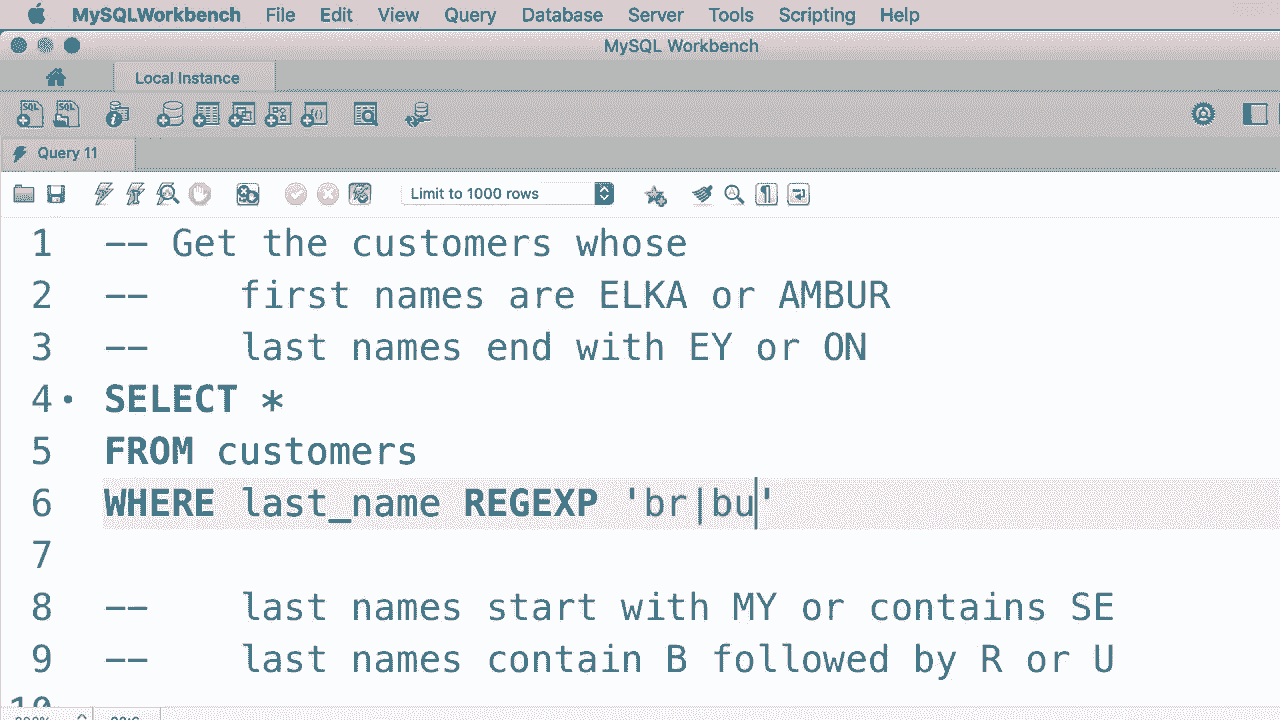 MySQLWorkbench File Edit View Query Database Server Tools Scripting Help
MySQL Workbench
Local Instance
Query 11
Limit to 1000 rows
1 -- Get the customers whose
2 -- first names are ELKA or AMBUR
3 -- last names end with EY or ON
4 • SELECT *
5 FROM customers
6 WHERE last_name REGEXP 'br|bu'
7
8 -- last names start with MY or contains SE
9 -- last names contain B followed by R or U
10